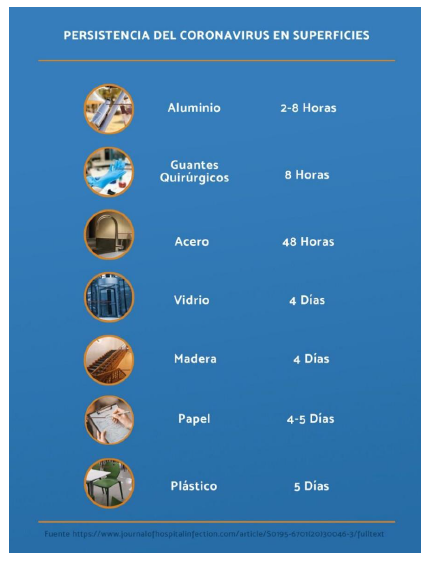 PERSISTENCIA DEL CORONAVIRUS EN SUPERFICIES
Aluminio 2-8 Horas
Guantes
Quirúrgicos 8 Horas
Acero 48 Horas
Vidrio 4 Días
Madera 4 Días
Papel 4-5 Días
Plástico 5 Días
Fuente https://www.journalofhospitalinfection.com/article/S0195-6701(20)30046-3/fulltext